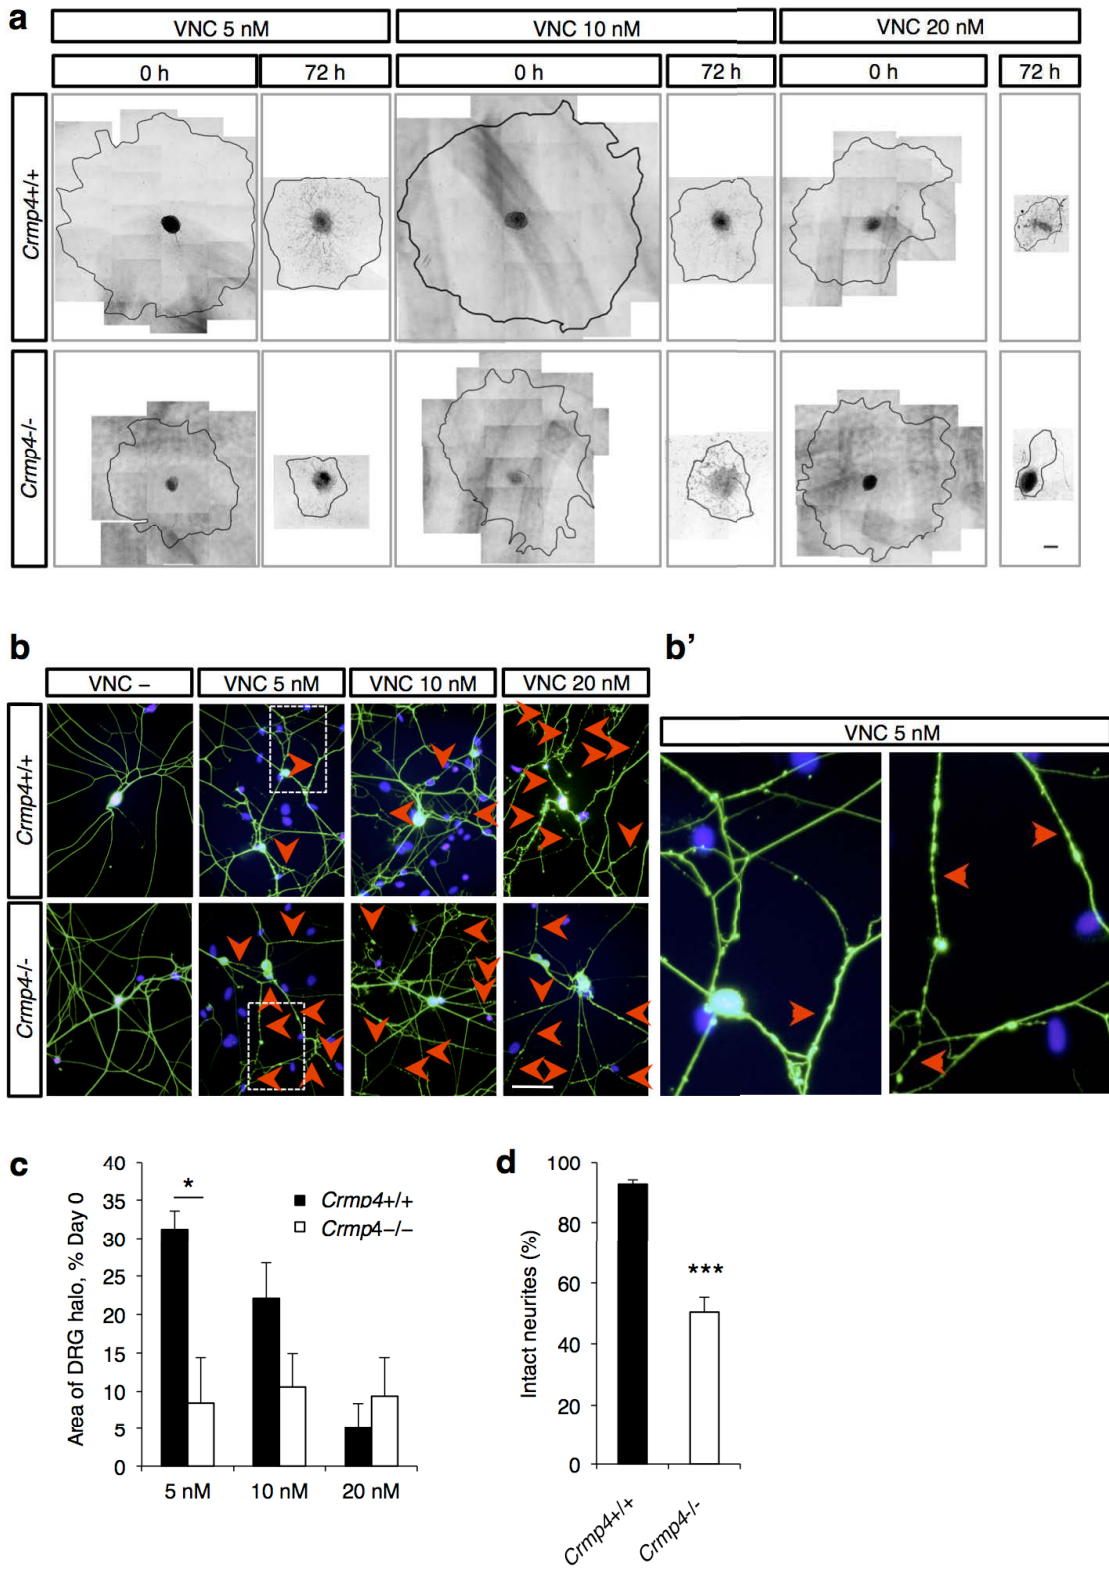 a
VNC 5 nM VNC 10 nM VNC 20 nM
0 h 72 h 0 h 72 h 0 h 72 h
Crmp4+/+
Crmp4-/-
b b’
VNC – VNC 5 nM VNC 10 nM VNC 20 nM
VNC 5 nM
Crmp4+/+
Crmp4-/-
c
Area of DRG halo, % Day 0
40
35
30
25
20
15
10
5
0
*
Crmp4+/+
Crmp4–/–
5 nM 10 nM 20 nM
d
Intact neurites (%)
100
80
60
40
20
0
***
Crmp4+/+
Crmp4-/-